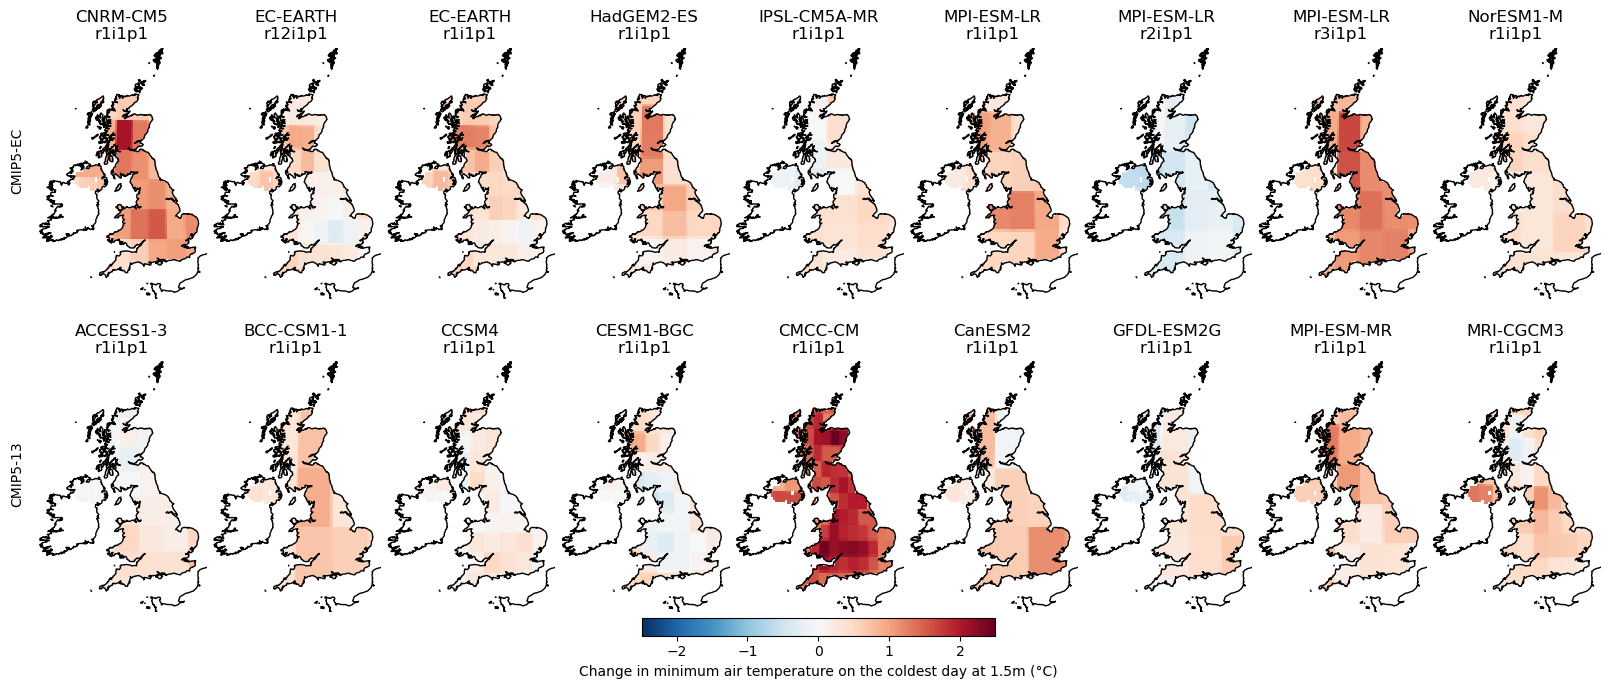 CNRM-CM5
r1i1p1
EC-EARTH
r12i1p1
EC-EARTH
r1i1p1
HadGEM2-ES
r1i1p1
IPSL-CM5A-MR
r1i1p1
MPI-ESM-LR
r1i1p1
MPI-ESM-LR
r2i1p1
MPI-ESM-LR
r3i1p1
NorESM1-M
r1i1p1
CMIP5-EC
ACCESS1-3
r1i1p1
BCC-CSM1-1
r1i1p1
CCSM4
r1i1p1
CESM1-BGC
r1i1p1
CMCC-CM
r1i1p1
CanESM2
r1i1p1
GFDL-ESM2G
r1i1p1
MPI-ESM-MR
r1i1p1
MRI-CGCM3
r1i1p1
CMIP5-13
−2 −1 0 1 2
Change in minimum air temperature on the coldest day at 1.5m (°C)